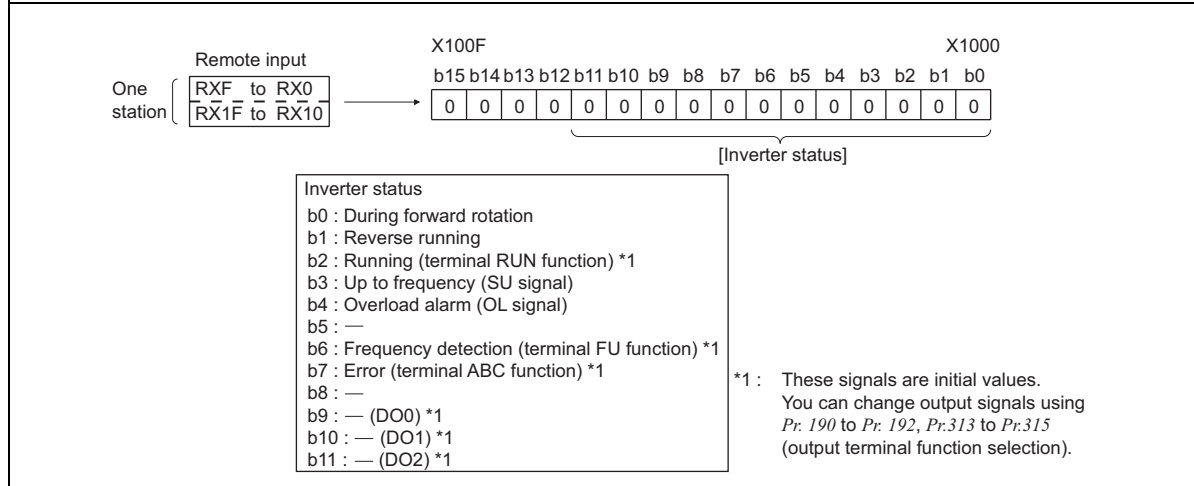 Remote input
One station
RXF to RX0
RX1F to RX10
X100F X1000
b15 b14 b13 b12 b11 b10 b9 b8 b7 b6 b5 b4 b3 b2 b1 b0
0 0 0 0 0 0 0 0 0 0 0 0 0 0 0 0
[Inverter status]
Inverter status
b0 : During forward rotation
b1 : Reverse running
b2 : Running (terminal RUN function) *1
b3 : Up to frequency (SU signal)
b4 : Overload alarm (OL signal)
b5 : —
b6 : Frequency detection (terminal FU function) *1
b7 : Error (terminal ABC function) *1
b8 : —
b9 : — (DO0) *1
b10 : — (DO1) *1
b11 : — (DO2) *1
*1 : These signals are initial values.
You can change output signals using
Pr. 190 to Pr. 192, Pr.313 to Pr.315
(output terminal function selection).